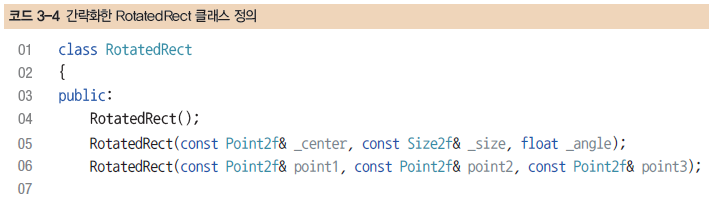 코드 3-4 간략화한 RotatedRect 클래스 정의
01 class RotatedRect
02 {
03 public:
04 RotatedRect();
05 RotatedRect(const Point2f& _center, const Size2f& _size, float _angle);
06 RotatedRect(const Point2f& point1, const Point2f& point2, const Point2f& point3);
07